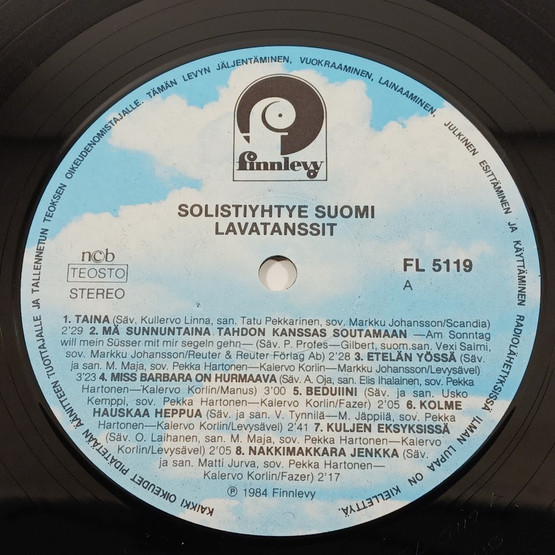 KAIKKI OIKEUDET PIDÄTETÄÄN ÄÄNITTEEN TUOTTAJALLE JA TALLENNETUN TEOKSEN OIKEUDENOMISTAJALLE. TÄMÄN LEVYN JÄLJENTÄMINEN, VUOKRAAMINEN, LAINAAMINEN, JULKINEN ESITTÄMINEN JA KÄYTTÄMINEN RADIOLÄHETYKSISSÄ ILMAN LUPAA ON KIELLETTYÄ.
finnlevy
SOLISTIYHTYE SUOMI
LAVATANSSIT
ncb
TEOSTO
STEREO
FL 5119
A
1. TAINA (Säv. Kullervo Linna, san. Tatu Pekkarinen, sov. Markku Johansson/Scandia)
2'29 2. MÄ SUNNUNTAINA TAHDON KANSSAS SOUTAMAAN —Am Sonntag
will mein Süsser mit mir segeln gehn— (Säv. P. Profes—Gilbert, suom.san. Vexi Salmi,
sov. Markku Johansson/Reuter & Reuter Förlag Ab) 2'28 3. ETELÄN YÖSSÄ (Säv.
ja san. M. Maja, sov. Pekka Hartonen—Kalervo Korlin—Markku Johansson/Levysävel)
3'23 4. MISS BARBARA ON HURMAAVA (Säv. A. Oja, san. Elis Ihalainen, sov. Pekka
Hartonen—Kalervo Korlin/Manus) 3'00 5. BEDUIINI (Säv. ja san. Usko
Kemppi, sov. Pekka Hartonen—Kalervo Korlin/Fazer) 2'05 6. KOLME
HAUSKAA HEPPUA (Säv. ja san. V. Tynnilä—M. Jäppilä, sov. Pekka
Hartonen—Kalervo Korlin/Levysävel) 2'41 7. KULJEN EKSYKSISSÄ
(Säv. O. Laihanen, san. M. Maja, sov. Pekka Hartonen—Kalervo
Korlin/Levysävel) 2'05 8. NAKKIMAKKARA JENKKA (Säv.
ja san. Matti Jurva, sov. Pekka Hartonen—
Kalervo Korlin/Fazer) 2'17
℗ 1984 Finnlevy